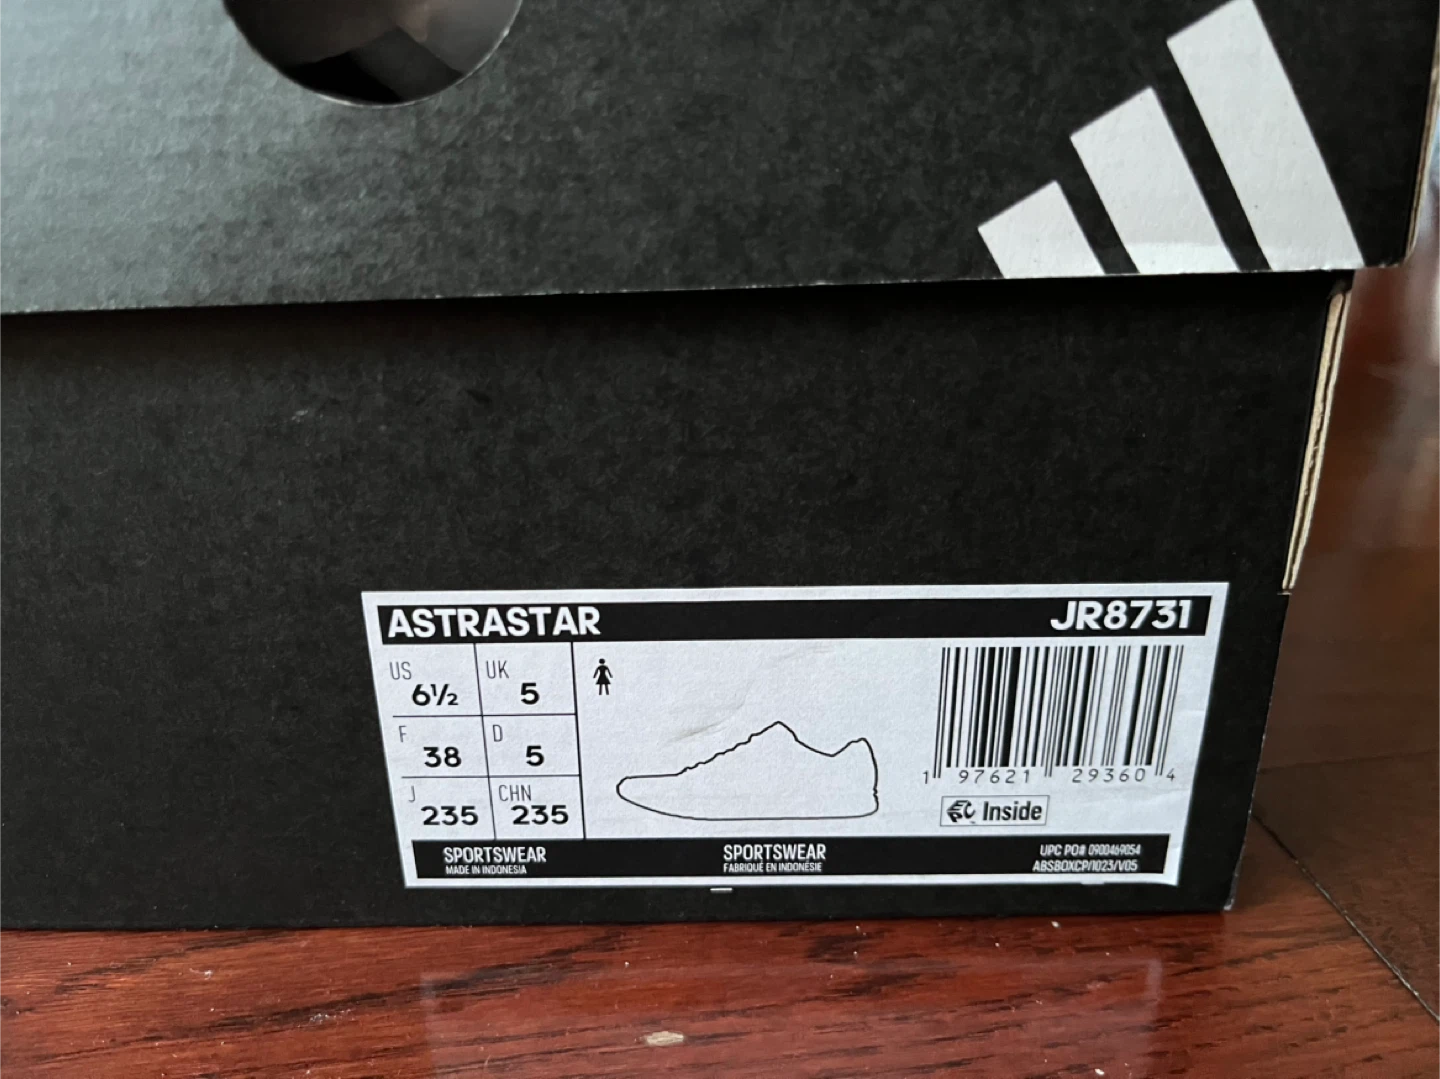 ASTRASTAR JR8731
US 6½ UK 5
F 38 D 5
J 235 CHN 235
1 97621 29360 4
Inside
SPORTSWEAR SPORTSWEAR UPC PO# 0900469054
MADE IN INDONESIA FABRIQUÉ EN INDONÉSIE ABSBOXCP/1023/V05